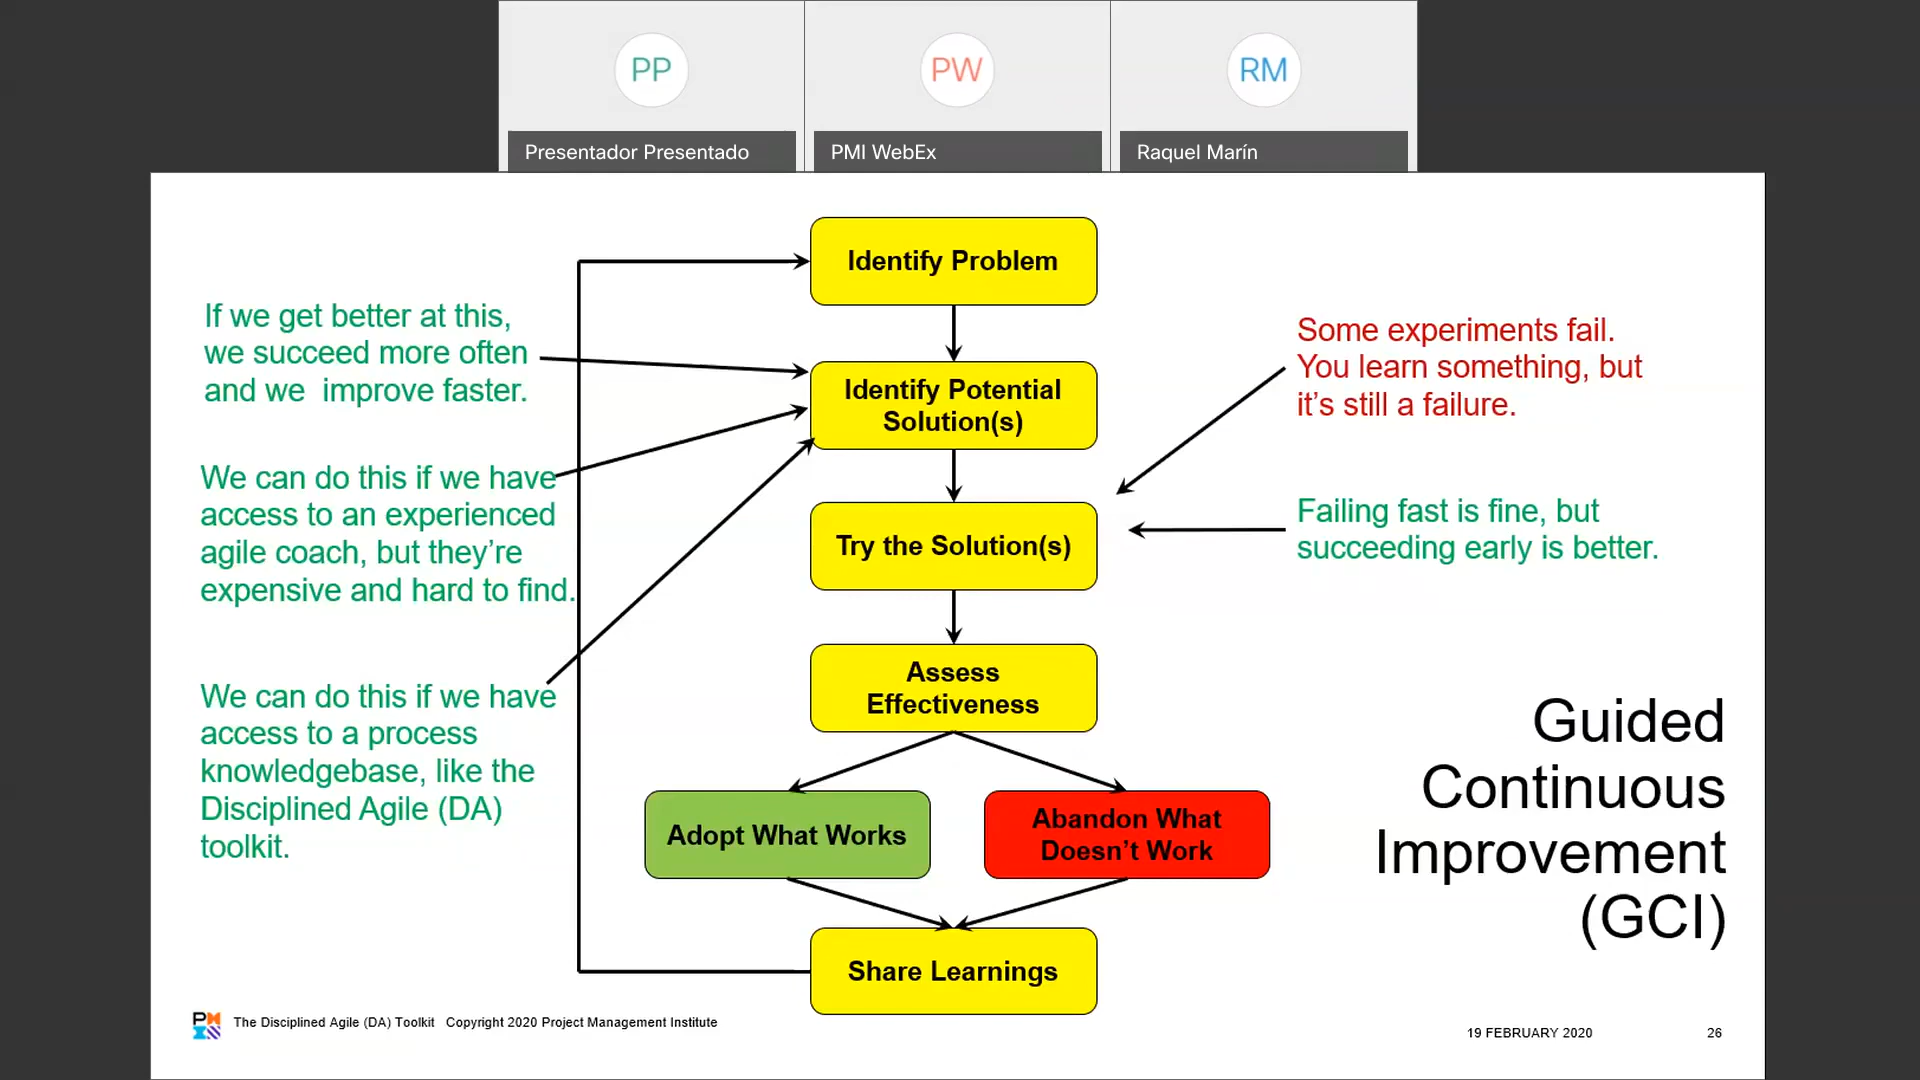 PP
PW
RM
Presentador Presentado
PMI WebEx
Raquel Marín
Identify Problem
If we get better at this,
we succeed more often
and we  improve faster.
Identify Potential
Solution(s)
Some experiments fail.
You learn something, but
it’s still a failure.
We can do this if we have
access to an experienced
agile coach, but they’re
expensive and hard to find.
Try the Solution(s)
Failing fast is fine, but
succeeding early is better.
We can do this if we have
access to a process
knowledgebase, like the
Disciplined Agile (DA)
toolkit.
Assess
Effectiveness
Adopt What Works
Abandon What
Doesn’t Work
Share Learnings
Guided
Continuous
Improvement
(GCI)
The Disciplined Agile (DA) Toolkit   Copyright 2020 Project Management Institute
19 FEBRUARY 2020
26